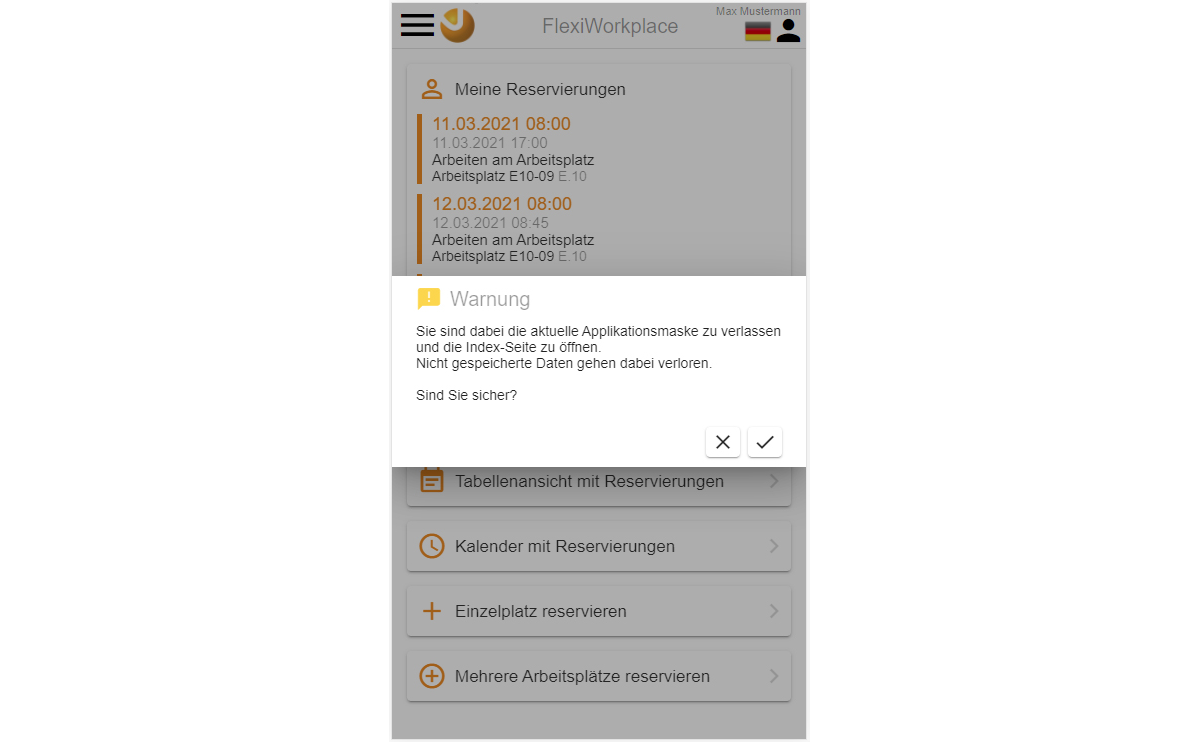 Max Mustermann
FlexiWorkplace
Meine Reservierungen
11.03.2021 08:00
11.03.2021 17:00
Arbeiten am Arbeitsplatz
Arbeitsplatz E10-09 E.10
12.03.2021 08:00
12.03.2021 08:45
Arbeiten am Arbeitsplatz
Arbeitsplatz E10-09 E.10
Warnung
Sie sind dabei die aktuelle Applikationsmaske zu verlassen
und die Index-Seite zu öffnen.
Nicht gespeicherte Daten gehen dabei verloren.
Sind Sie sicher?
Tabellenansicht mit Reservierungen
Kalender mit Reservierungen
Einzelplatz reservieren
Mehrere Arbeitsplätze reservieren